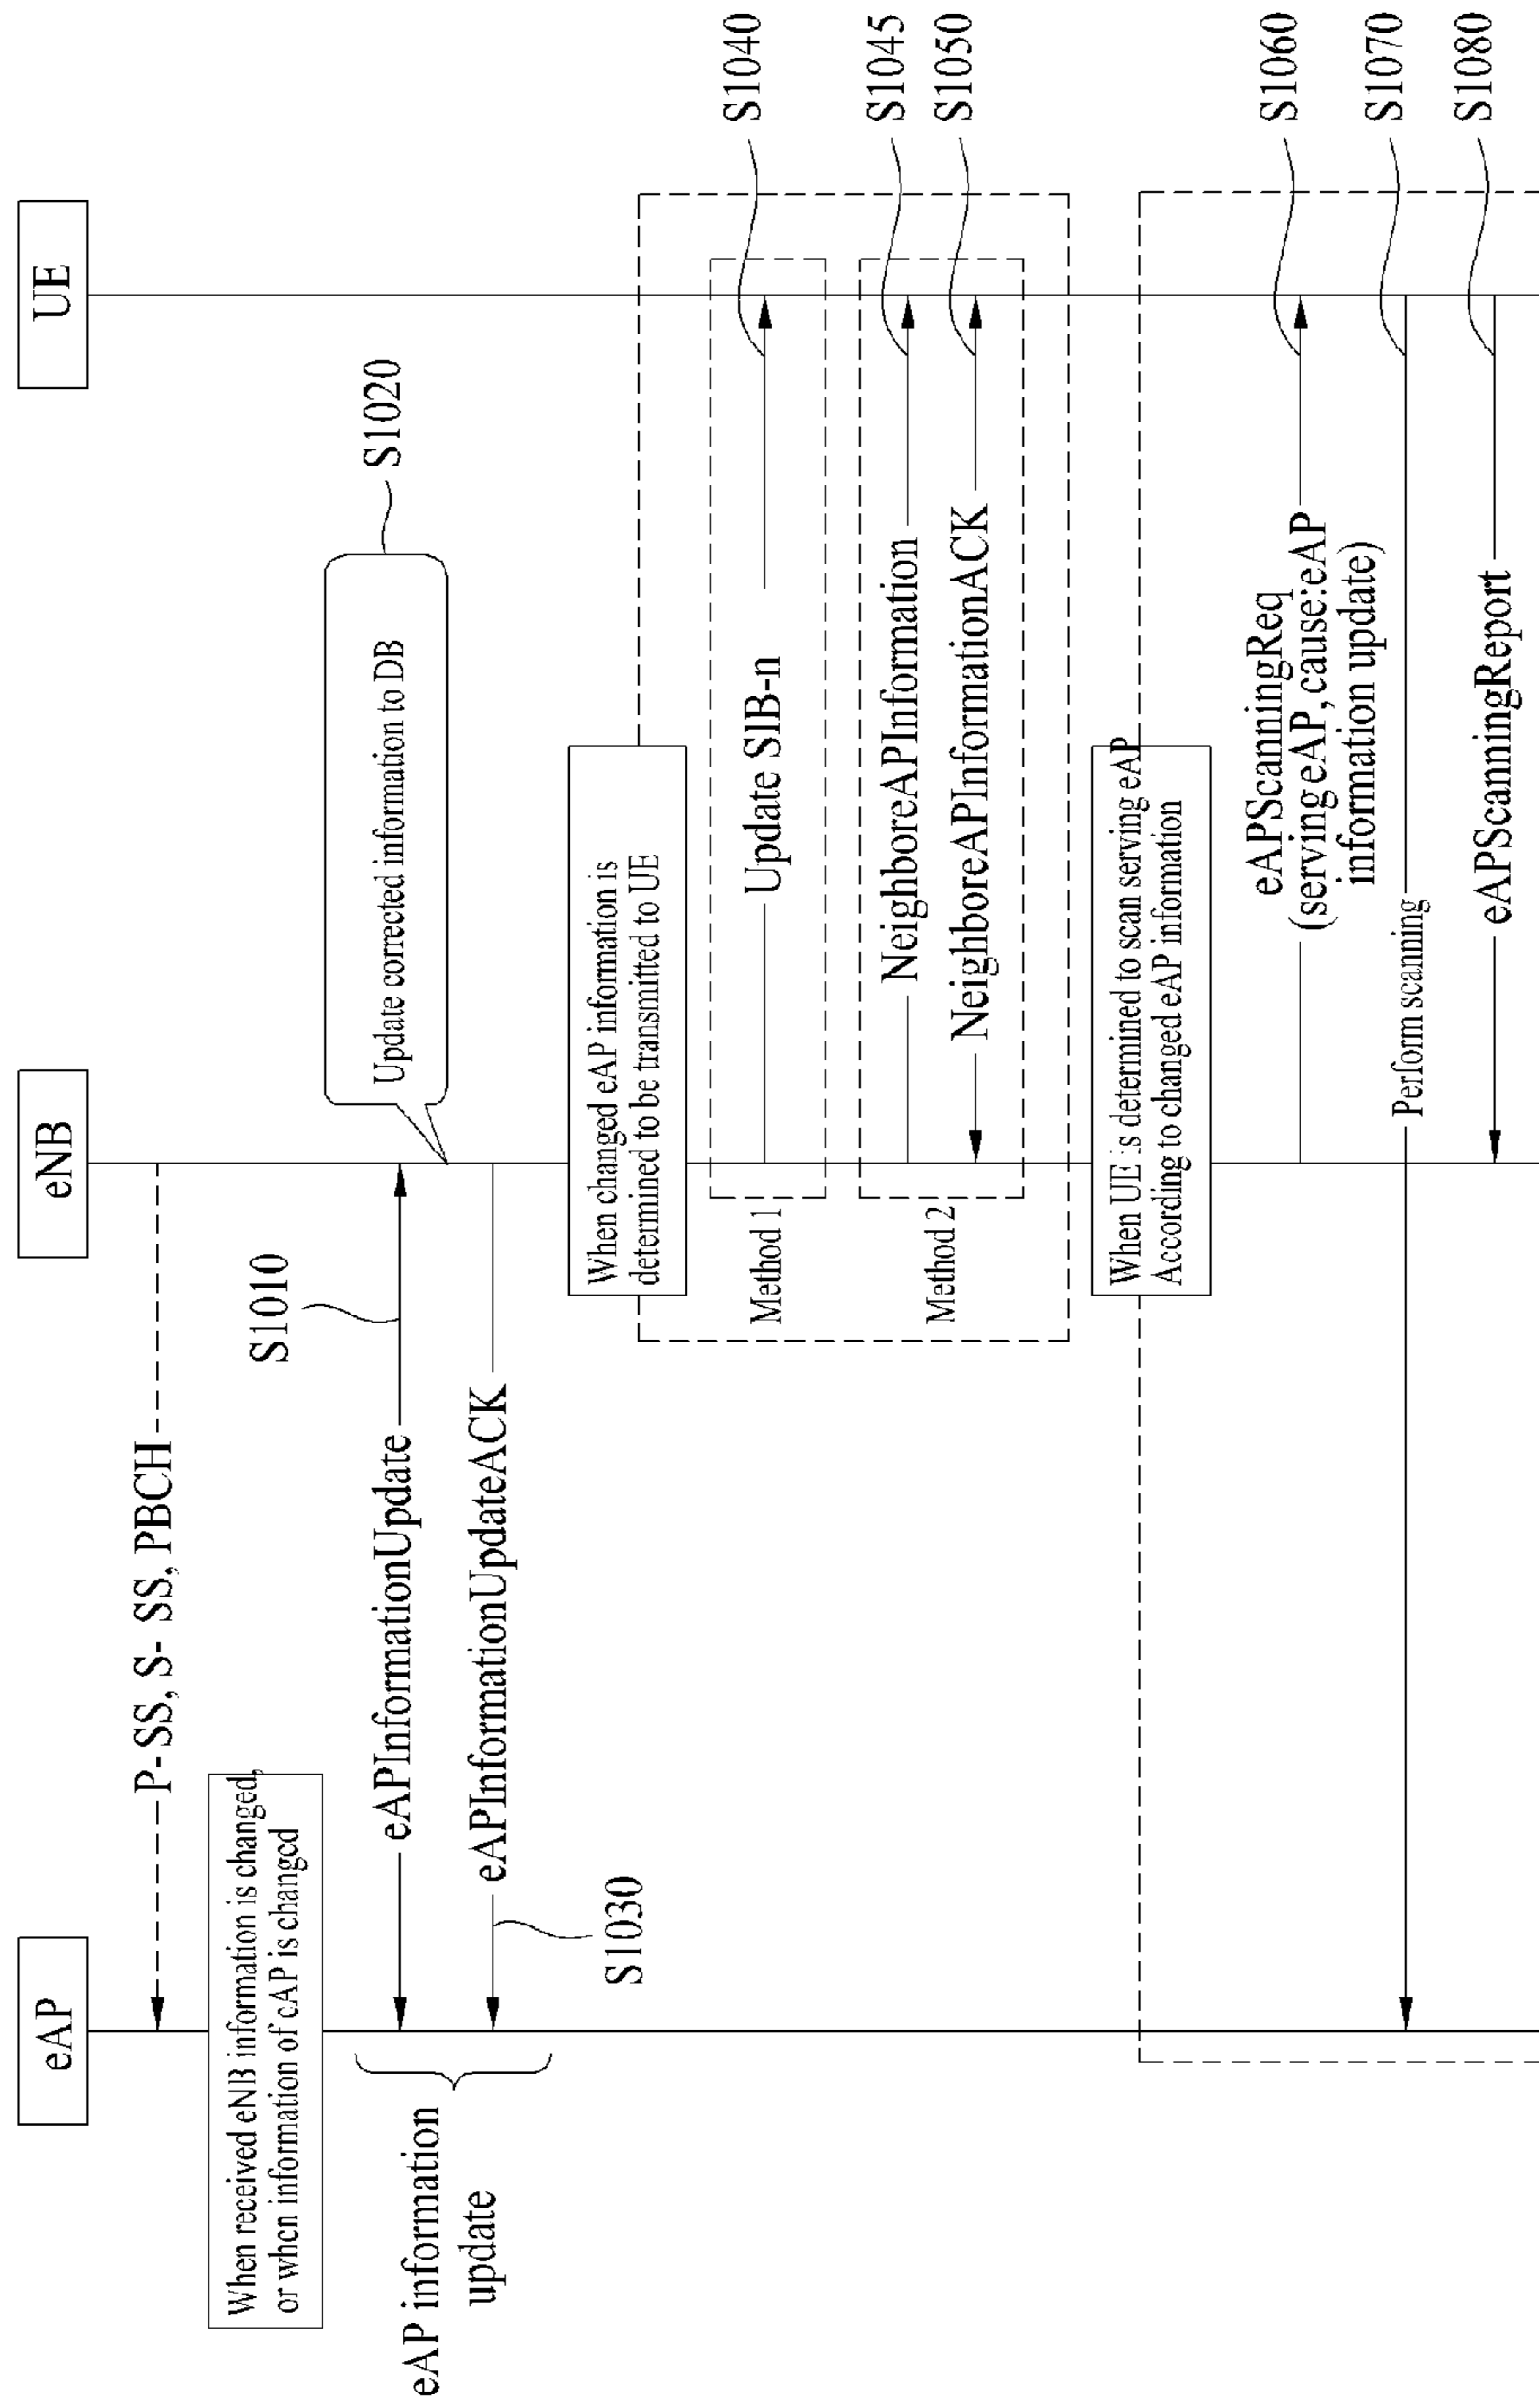 eAP
eNB
UE
P-SS, S- SS, PBCH
When received eNB information is changed,
or when information of eAP is changed
S1010
eAPInformationUpdate
Update corrected information to DB
S1020
eAPInformationUpdateACK
S1030
eAP information
update
When changed eAP information is
determined to be transmitted to UE
Method 1
Update SIB-n
S1040
Method 2
NeighboreAPInformation
S1045
NeighboreAPInformationACK
S1050
When UE is determined to scan serving eAP
According to changed eAP information
eAPScanningReq
(serving eAP, cause:eAP
information update)
S1060
Perform scanning
S1070
eAPScanningReport
S1080